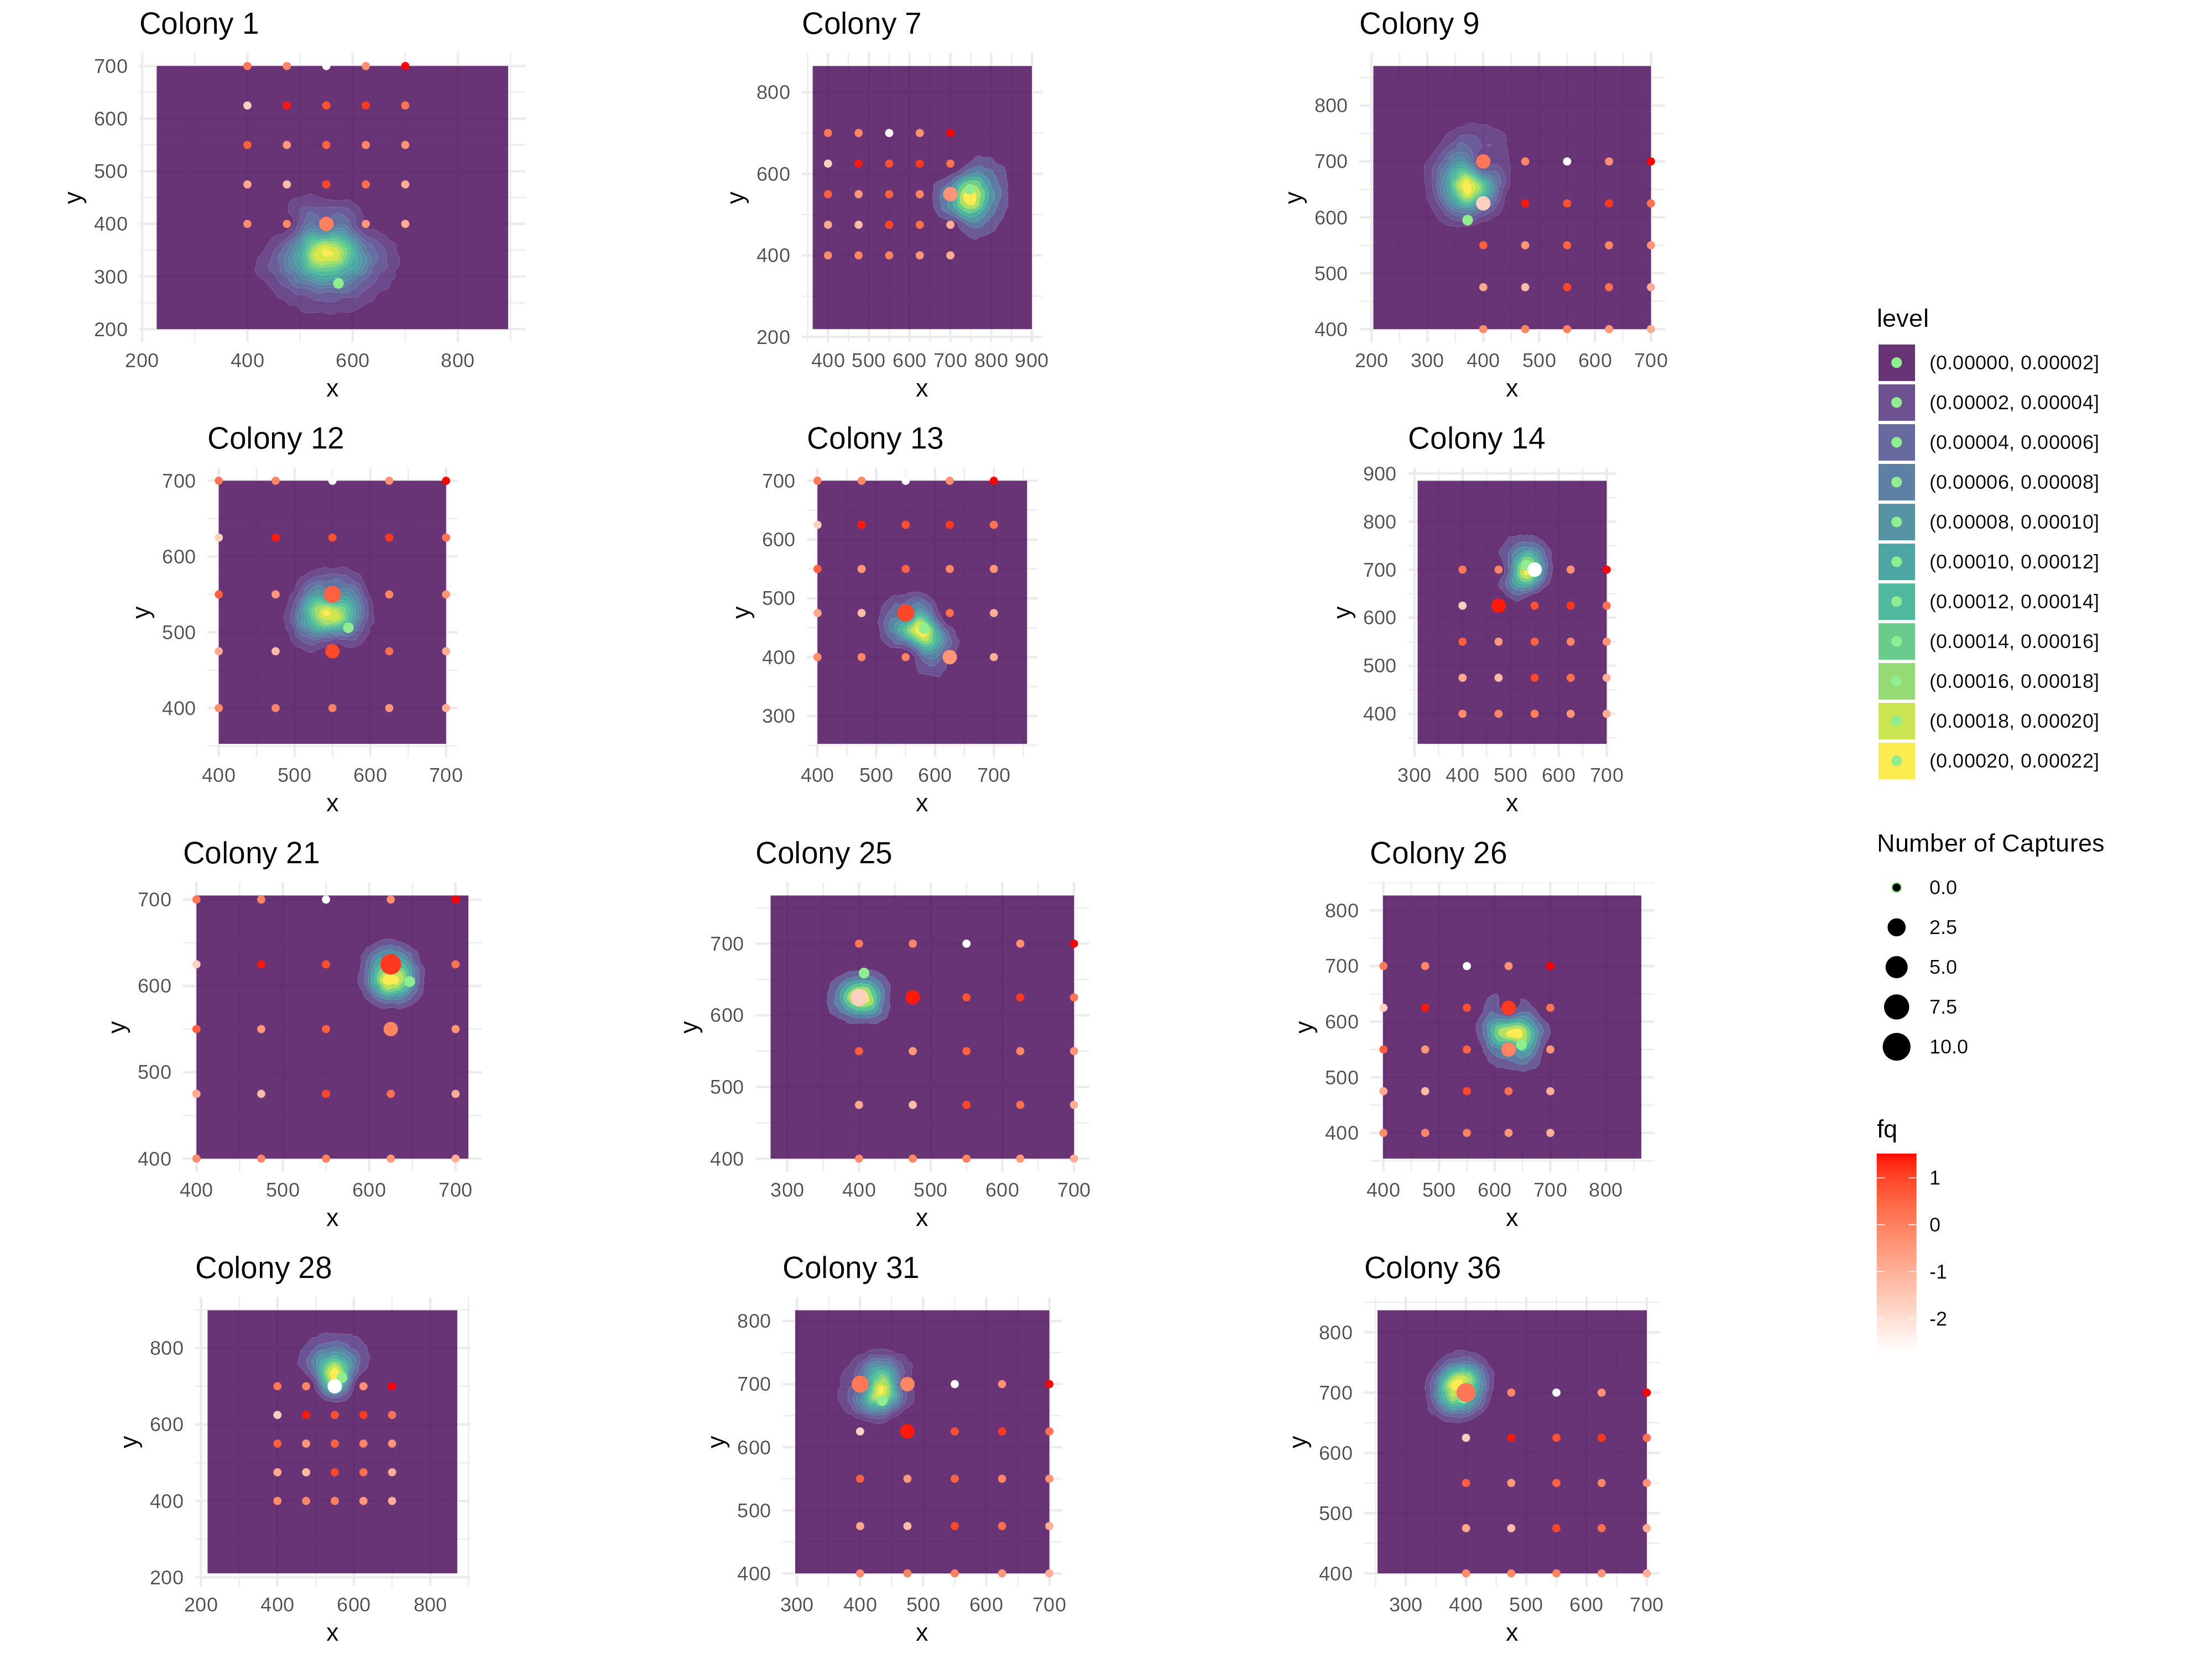 Colony 1
700
600
500
400
300
200
y
200 400 600 800
x
Colony 7
800
600
400
200
y
400 500 600 700 800 900
x
Colony 9
800
700
600
500
400
y
200 300 400 500 600 700
x
Colony 12
700
600
500
400
y
400 500 600 700
x
Colony 13
700
600
500
400
300
y
400 500 600 700
x
Colony 14
900
800
700
600
500
400
y
300 400 500 600 700
x
Colony 21
700
600
500
400
y
400 500 600 700
x
Colony 25
700
600
500
400
y
300 400 500 600 700
x
Colony 26
800
700
600
500
400
y
400 500 600 700 800
x
Colony 28
800
600
400
200
y
200 400 600 800
x
Colony 31
800
700
600
500
400
y
300 400 500 600 700
x
Colony 36
800
700
600
500
400
y
300 400 500 600 700
x
level
(0.00000, 0.00002]
(0.00002, 0.00004]
(0.00004, 0.00006]
(0.00006, 0.00008]
(0.00008, 0.00010]
(0.00010, 0.00012]
(0.00012, 0.00014]
(0.00014, 0.00016]
(0.00016, 0.00018]
(0.00018, 0.00020]
(0.00020, 0.00022]
Number of Captures
0.0
2.5
5.0
7.5
10.0
fq
1
0
-1
-2